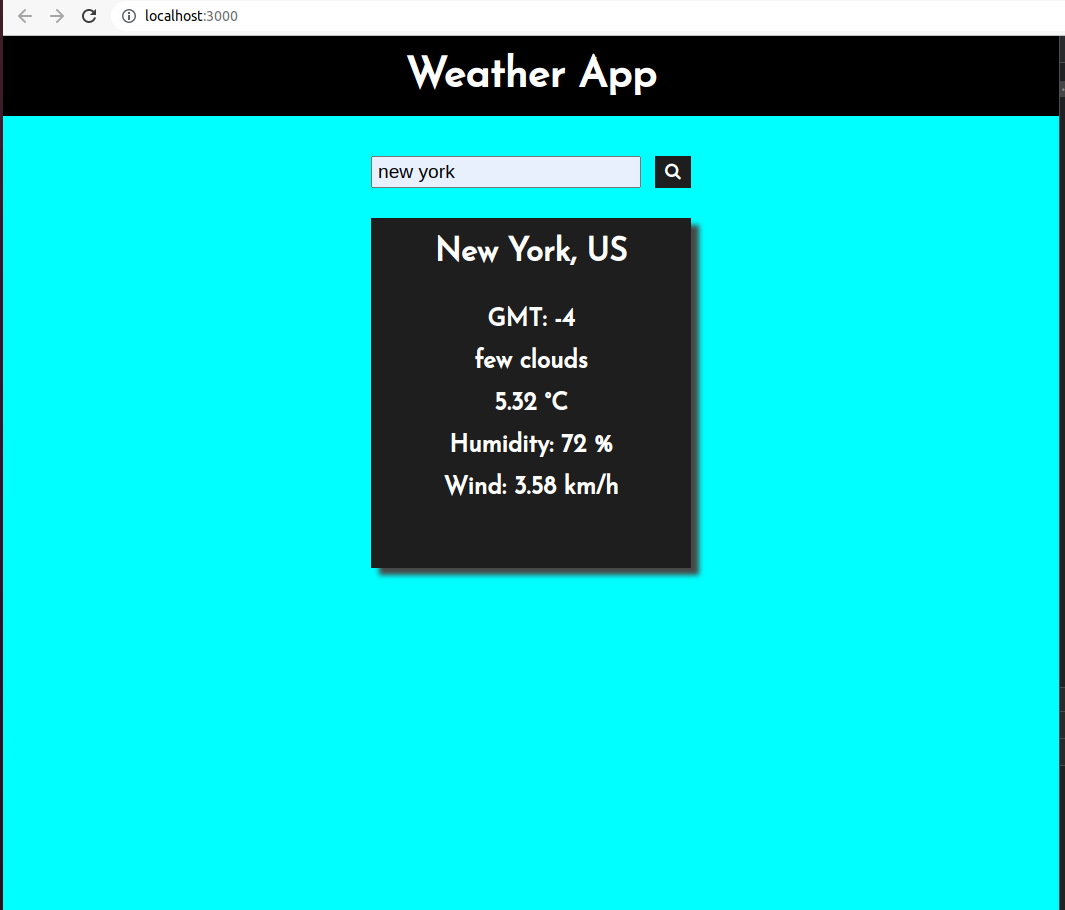 localhost:3000
Weather App
new york
New York, US
GMT: -4
few clouds
5.32 °C
Humidity: 72 %
Wind: 3.58 km/h